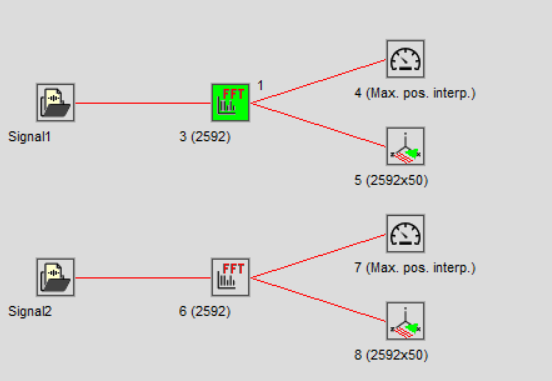 FFT
1
4 (Max. pos. interp.)
Signal1
3 (2592)
5 (2592x50)
FFT
7 (Max. pos. interp.)
Signal2
6 (2592)
8 (2592x50)